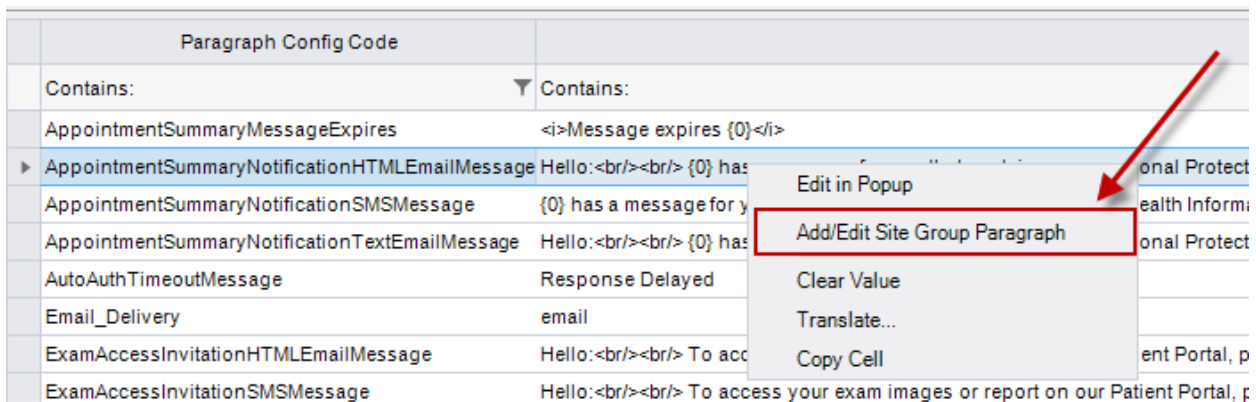 Paragraph Config Code
Contains: Contains:
AppointmentSummaryMessageExpires <i>Message expires {0}</i>
AppointmentSummaryNotificationHTMLEmailMessage Hello:<br/><br/> {0} has onal Protect
Edit in Popup
AppointmentSummaryNotificationSMSMessage {0} has a message for y ealth Informa
Add/Edit Site Group Paragraph
AppointmentSummaryNotificationTextEmailMessage Hello:<br/><br/> {0} has onal Protect
AutoAuthTimeoutMessage Response Delayed
Clear Value
Email_Delivery email
Translate...
ExamAccessInvitationHTMLEmailMessage Hello:<br/><br/> To acc ent Portal, p
Copy Cell
ExamAccessInvitationSMSMessage Hello:<br/><br/> To access your exam images or report on our Patient Portal, p